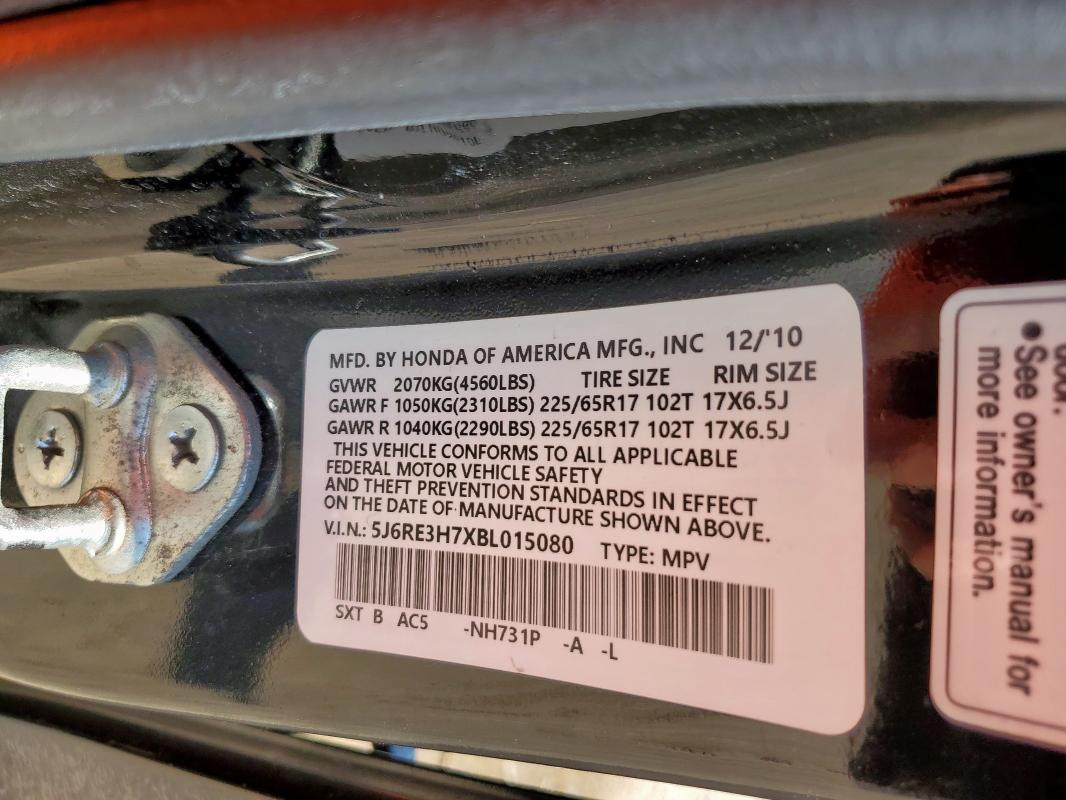 MFD. BY HONDA OF AMERICA MFG., INC 12/'10
GVWR 2070KG(4560LBS) TIRE SIZE RIM SIZE
GAWR F 1050KG(2310LBS) 225/65R17 102T 17X6.5J
GAWR R 1040KG(2290LBS) 225/65R17 102T 17X6.5J
THIS VEHICLE CONFORMS TO ALL APPLICABLE
FEDERAL MOTOR VEHICLE SAFETY
AND THEFT PREVENTION STANDARDS IN EFFECT
ON THE DATE OF MANUFACTURE SHOWN ABOVE.
V.I.N.: 5J6RE3H7XBL015080 TYPE: MPV
SXT B AC5 -NH731P -A -L
door.
●See owner's manual for
more information.